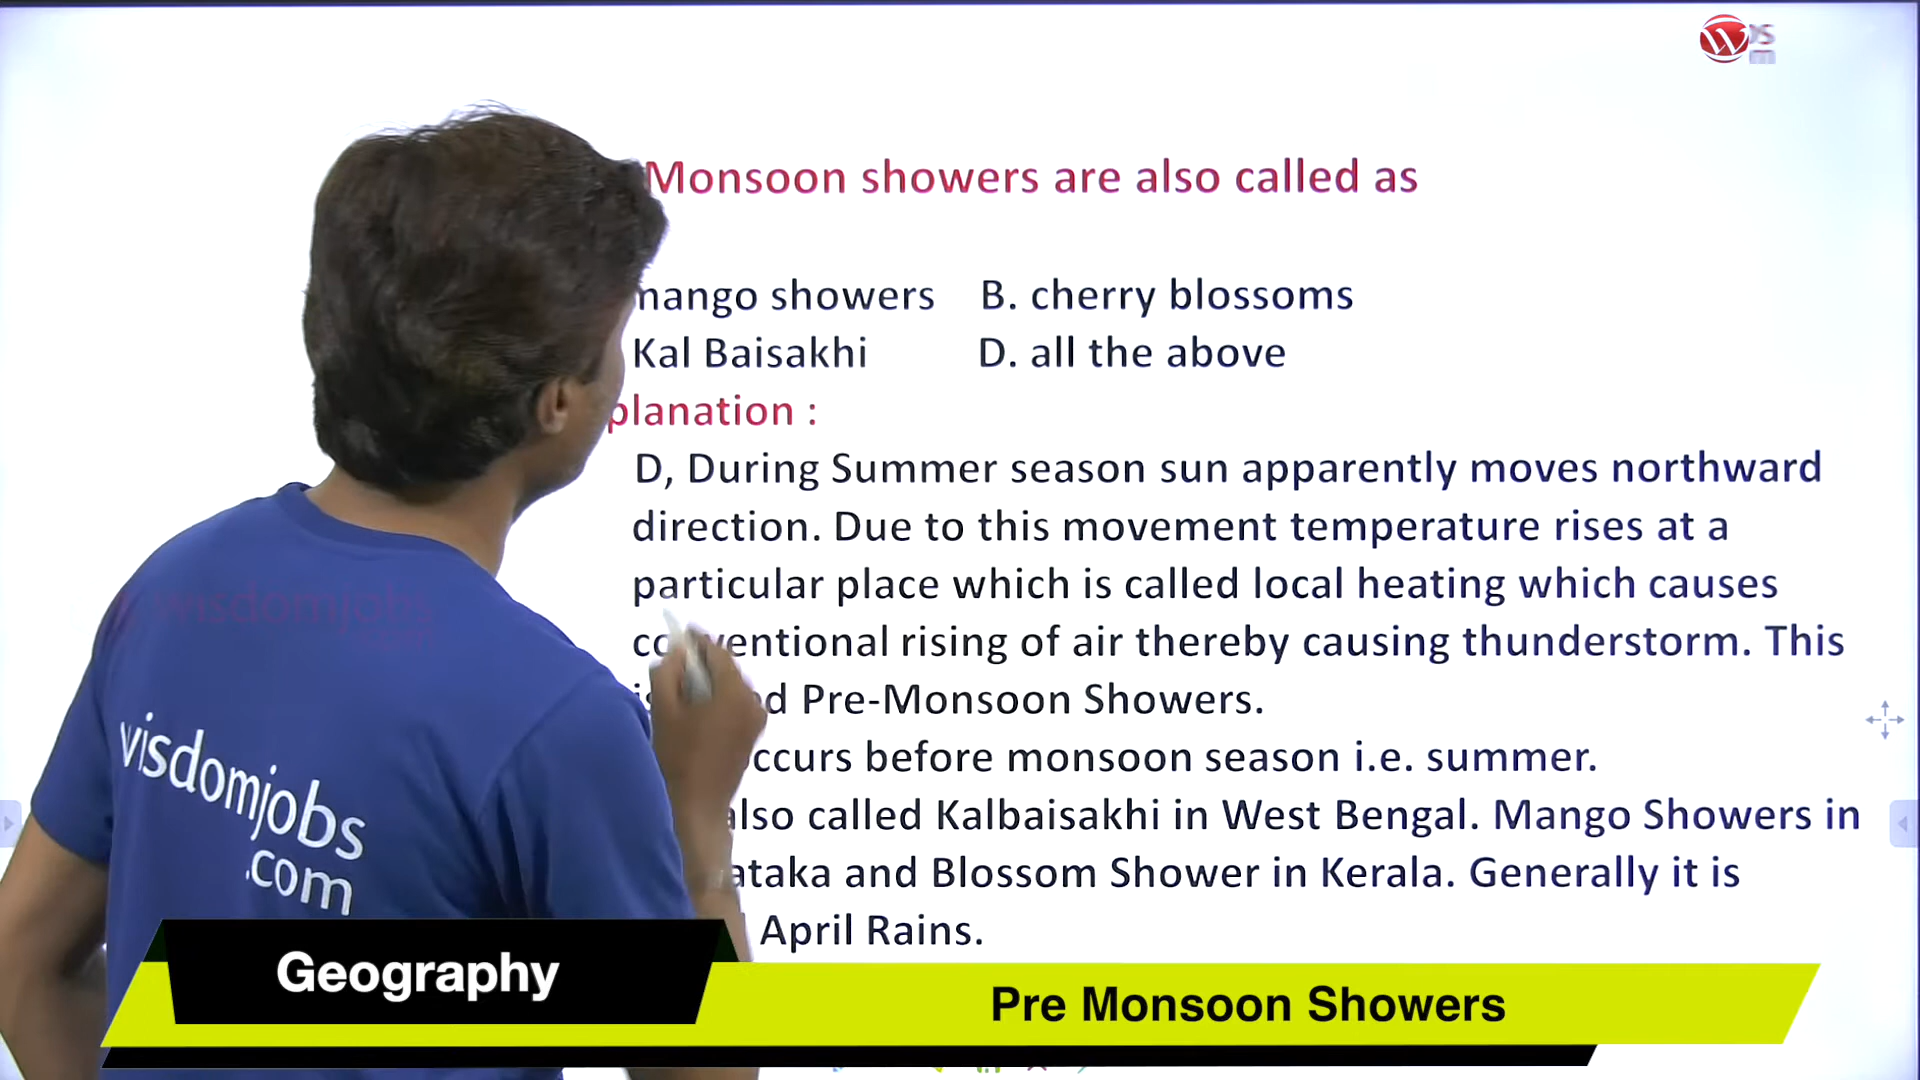 Monsoon showers are also called as
mango showers B. cherry blossoms
Kal Baisakhi D. all the above
planation :
D, During Summer season sun apparently moves northward
direction. Due to this movement temperature rises at a
particular place which is called local heating which causes
rising of air thereby causing thunderstorm. This
Pre-Monsoon Showers.
ccurs before monsoon season i.e. summer.
also called Kalbaisakhi in West Bengal. Mango Showers in
ataka and Blossom Shower in Kerala. Generally it is
April Rains.
wisdomjobs
.com
visdomjobs
.com
Geography
Pre Monsoon Showers